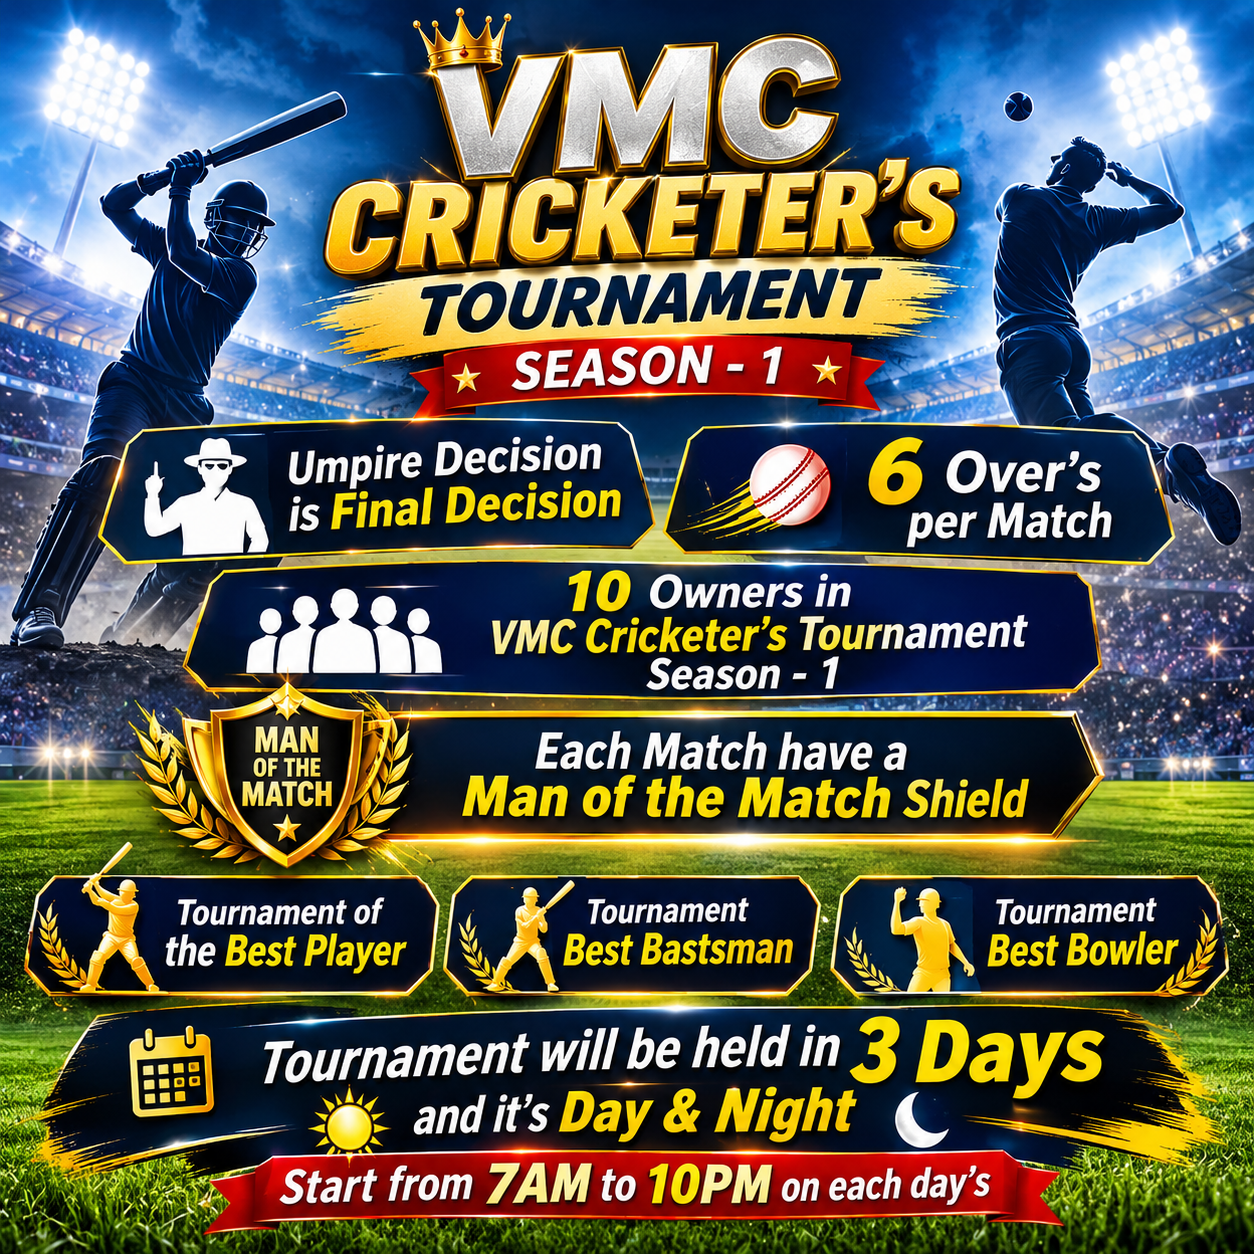 VMC
CRICKETER'S
TOURNAMENT
SEASON - 1
Umpire Decision
is Final Decision
6 Over's
per Match
10 Owners in
VMC Cricketer's Tournament
Season - 1
MAN
OF THE
MATCH
Each Match have a
Man of the Match Shield
Tournament of
the Best Player
Tournament
Best Bastsman
Tournament
Best Bowler
Tournament will be held in 3 Days
and it's Day & Night
Start from 7AM to 10PM on each day's